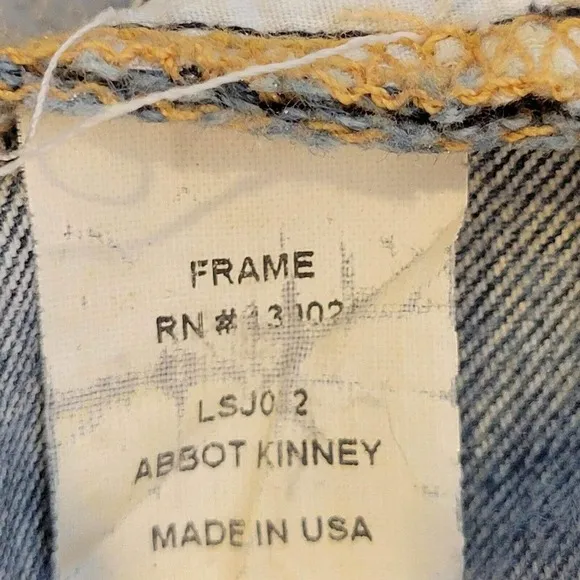 FRAME
RN #
ABBOT KINNEY
MADE IN USA